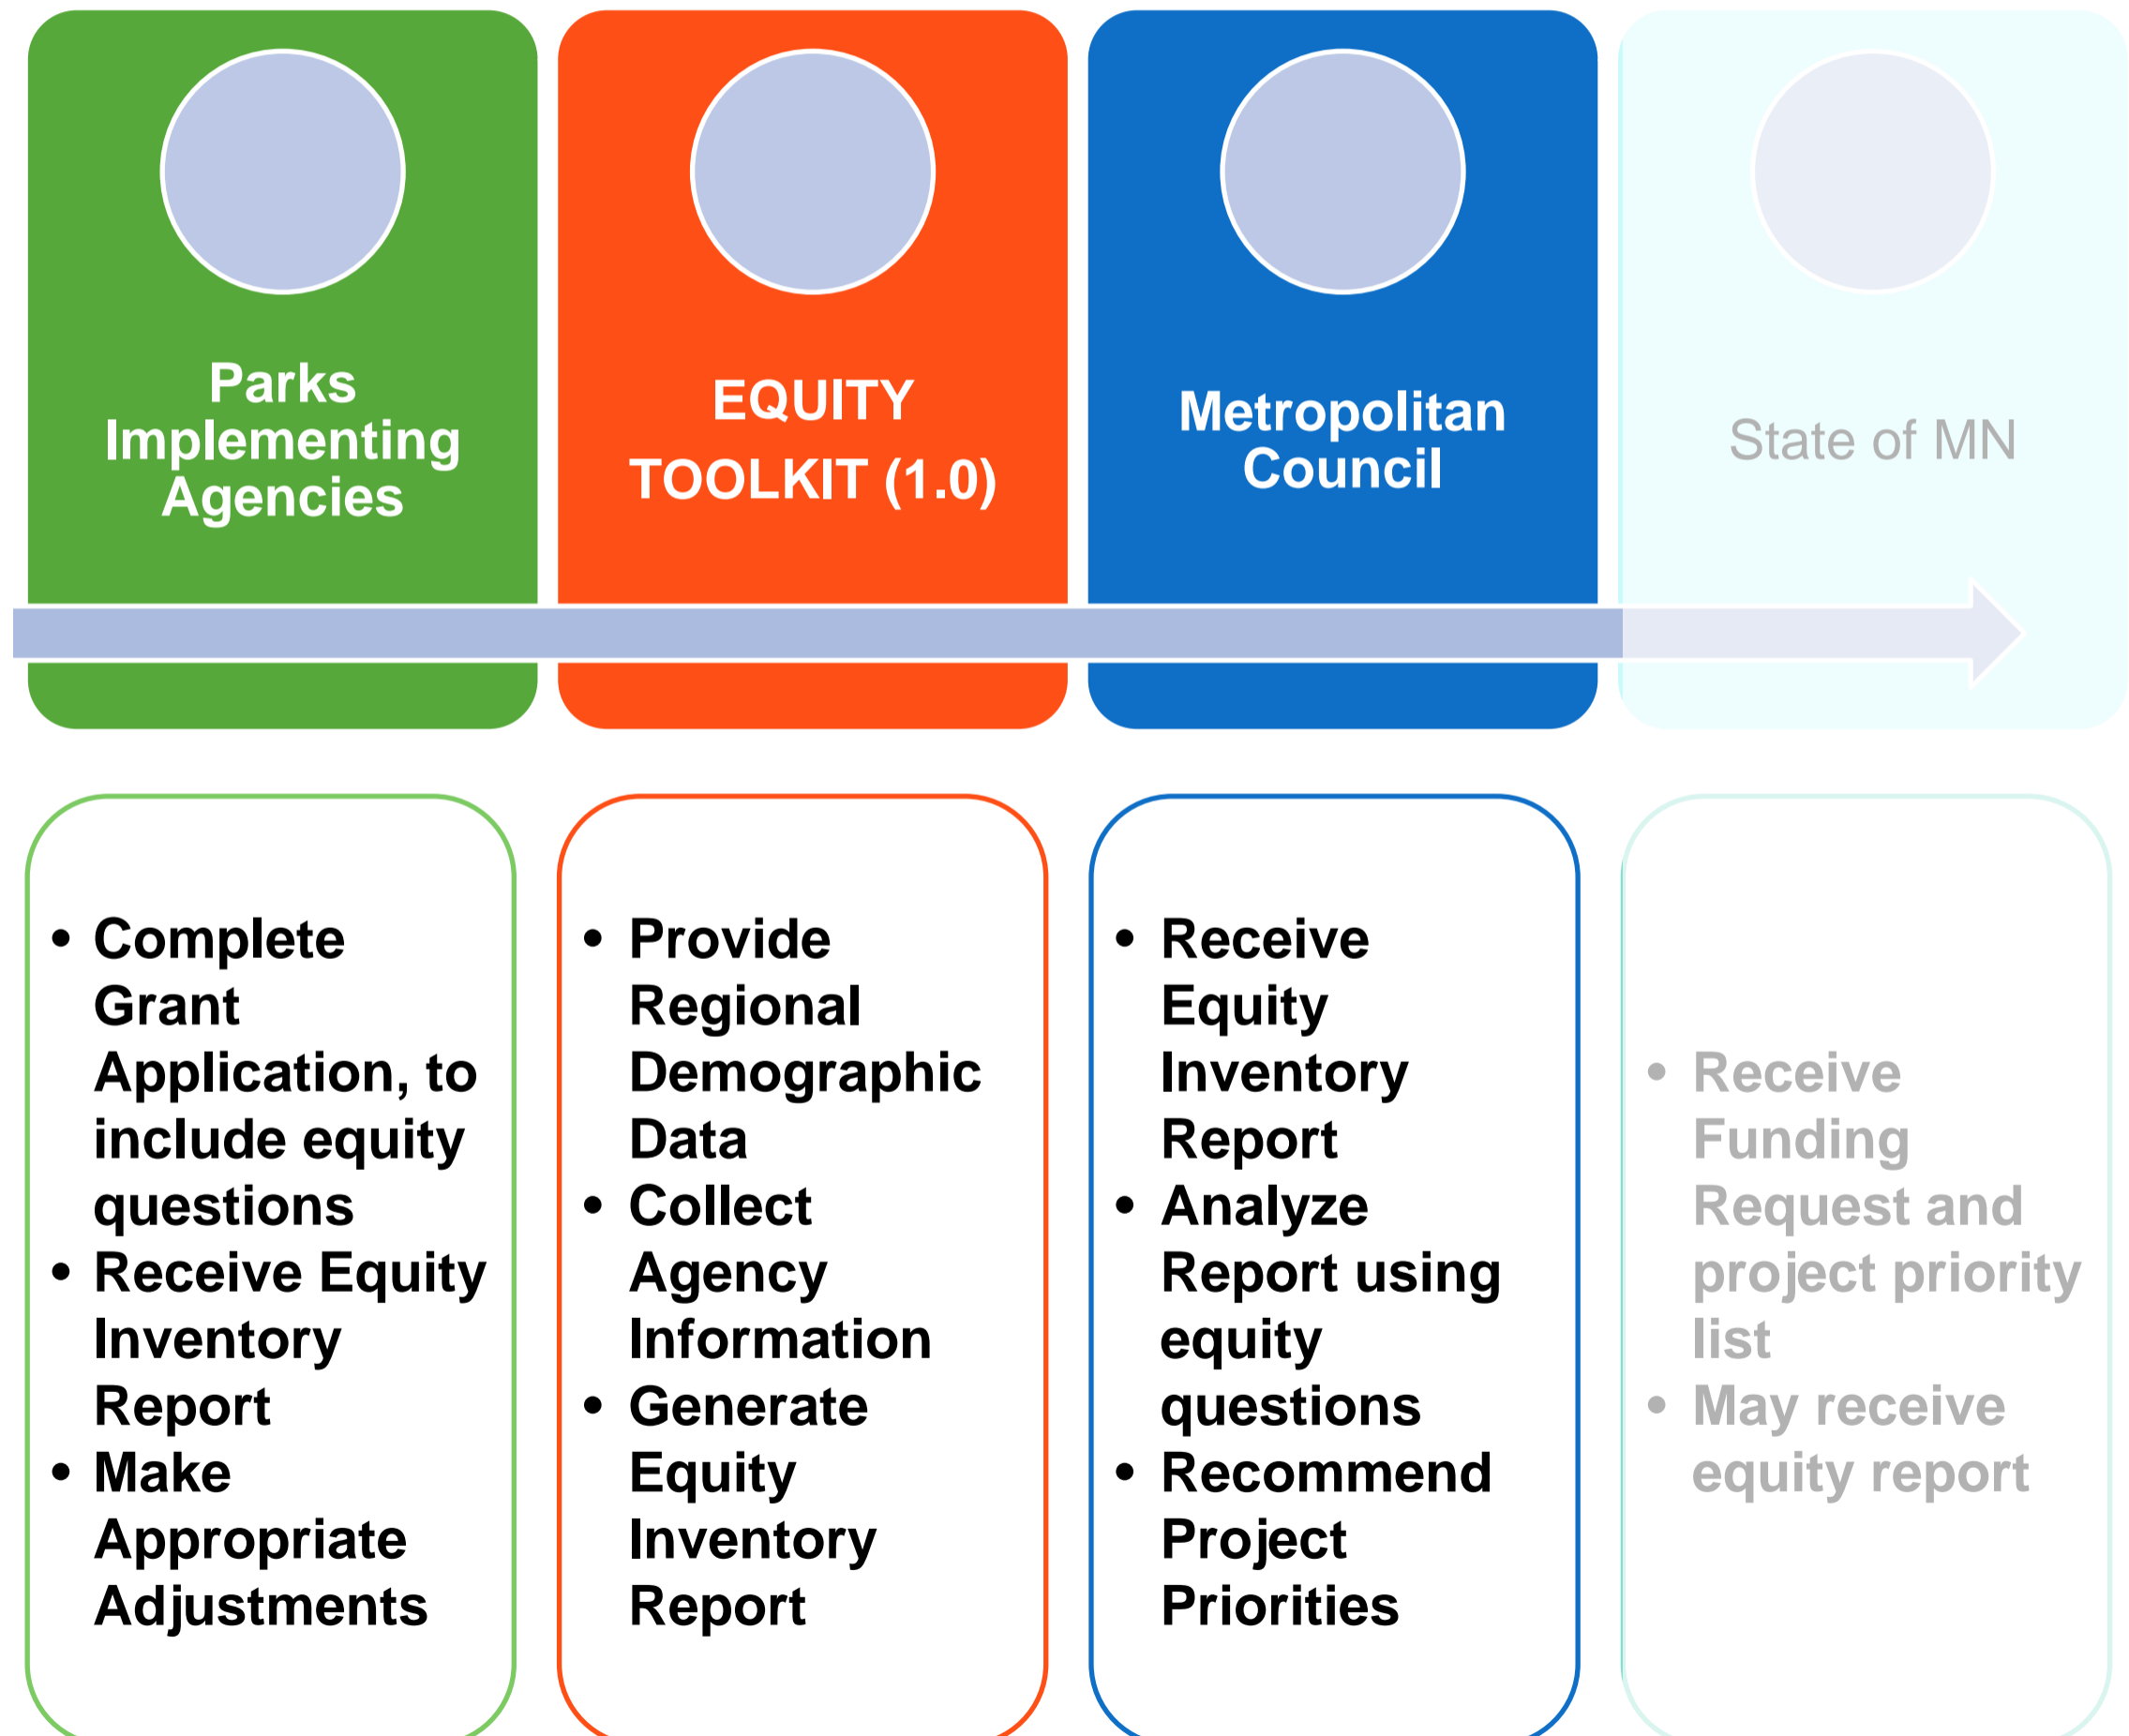 Parks
Implementing
Agencies
EQUITY
TOOLKIT (1.0)
Metropolitan
Council
State of MN
• Complete
Grant
Application, to
include equity
questions
• Receive Equity
Inventory
Report
• Make
Appropriate
Adjustments
• Provide
Regional
Demographic
Data
• Collect
Agency
Information
• Generate
Equity
Inventory
Report
• Receive
Equity
Inventory
Report
• Analyze
Report using
equity
questions
• Recommend
Project
Priorities
• Receive
Funding
Request and
project priority
list
• May receive
equity report